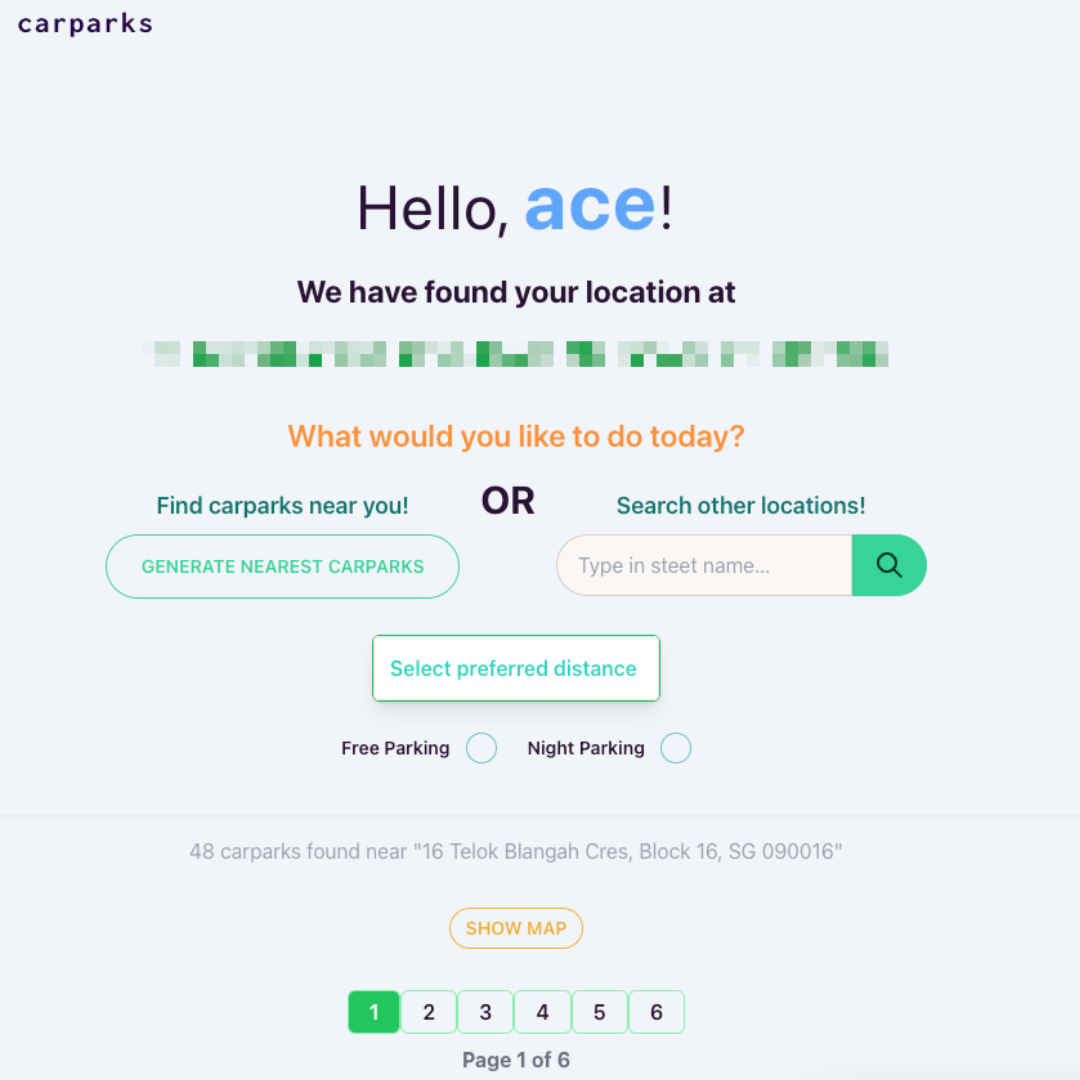 carparks
Hello, ace!
We have found your location at
What would you like to do today?
Find carparks near you!
OR
Search other locations!
GENERATE NEAREST CARPARKS
Type in steet name...
Select preferred distance
Free Parking
Night Parking
48 carparks found near "16 Telok Blangah Cres, Block 16, SG 090016"
SHOW MAP
1 2 3 4 5 6
Page 1 of 6